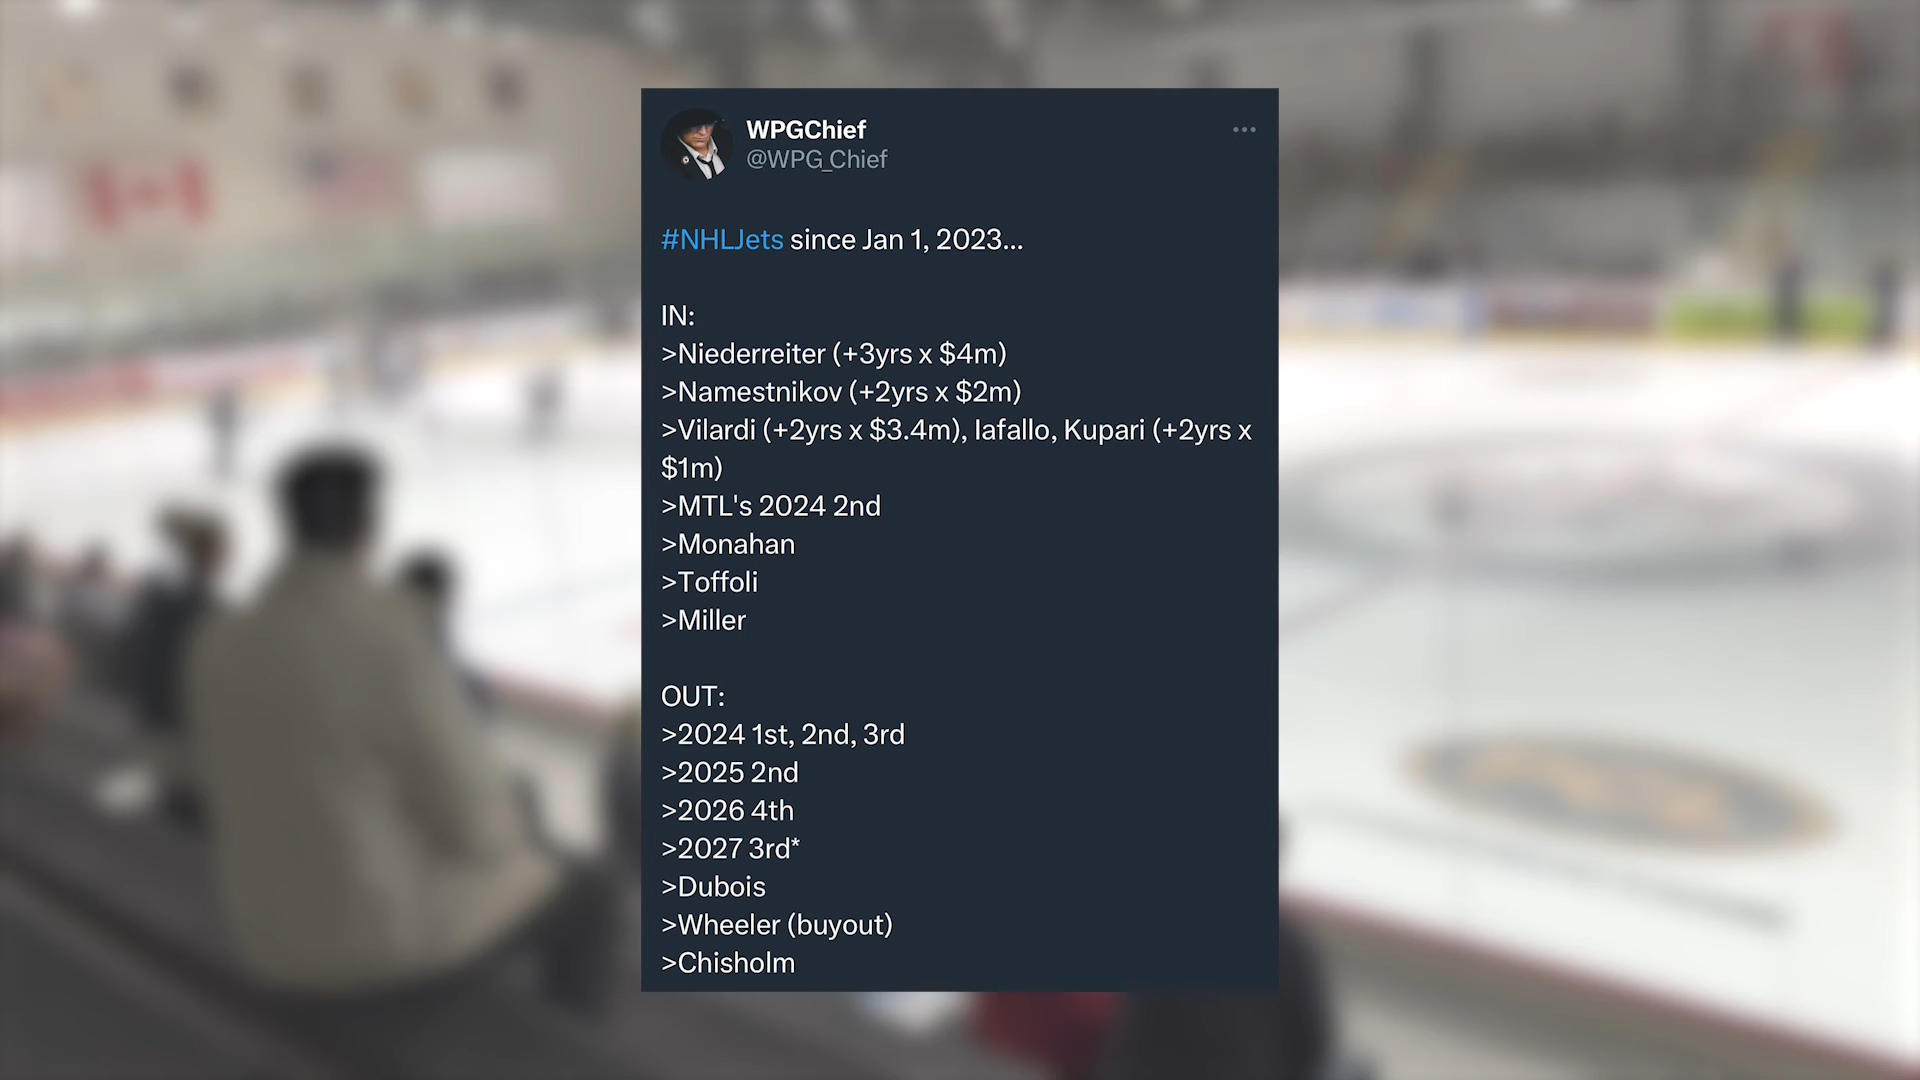 WPGChief
@WPG_Chief
#NHLJets since Jan 1, 2023...
IN:
>Niederreiter (+3yrs x $4m)
>Namestnikov (+2yrs x $2m)
>Vilardi (+2yrs x $3.4m), Iafallo, Kupari (+2yrs x
$1m)
>MTL's 2024 2nd
>Monahan
>Toffoli
>Miller
OUT:
>2024 1st, 2nd, 3rd
>2025 2nd
>2026 4th
>2027 3rd*
>Dubois
>Wheeler (buyout)
>Chisholm